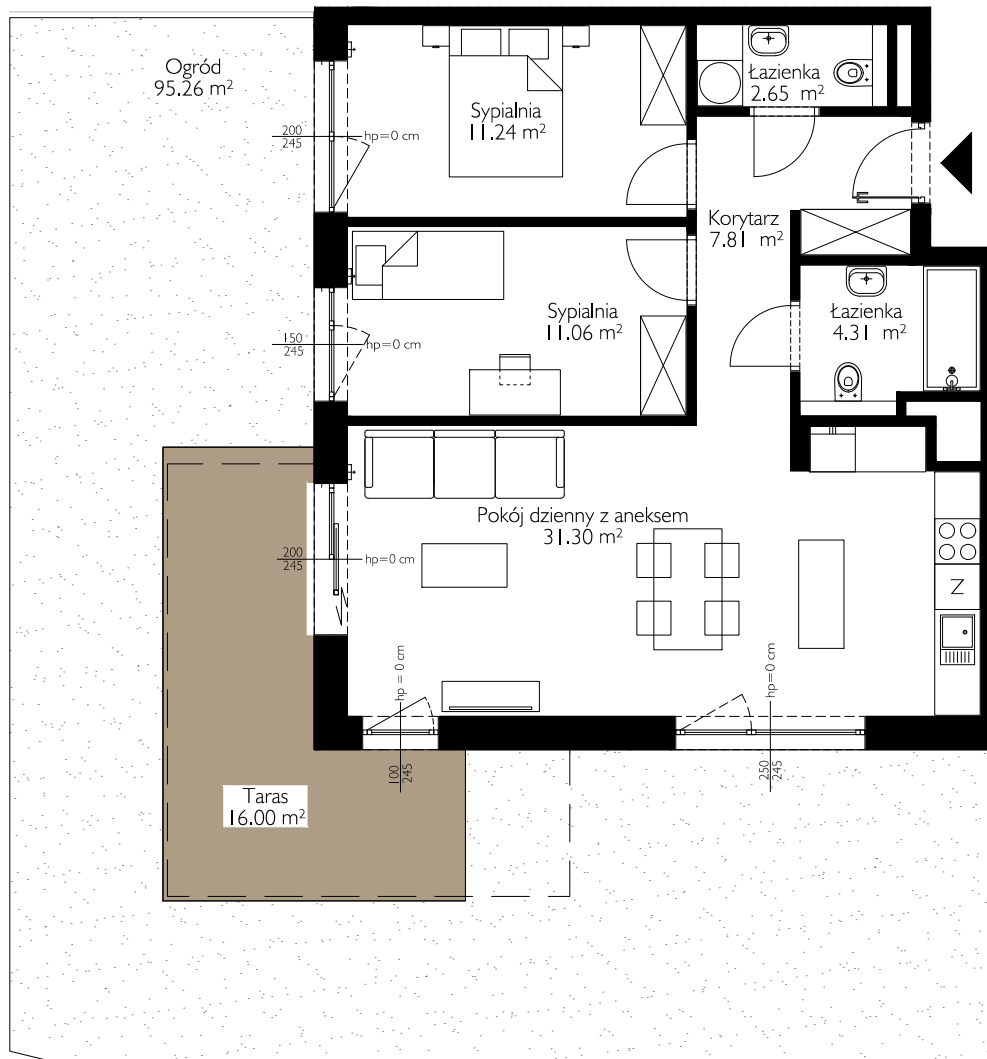 Ogród
95.26 m²
Sypialnia
11.24 m²
Łazienka
2.65 m²
200
245
hp=0 cm
Korytarz
7.81 m²
Sypialnia
11.06 m²
Łazienka
4.31 m²
150
245
hp=0 cm
Pokój dzienny z aneksem
31.30 m²
200
245
hp=0 cm
Z
hp = 0 cm
hp=0 cm
100
245
250
245
Taras
16.00 m²